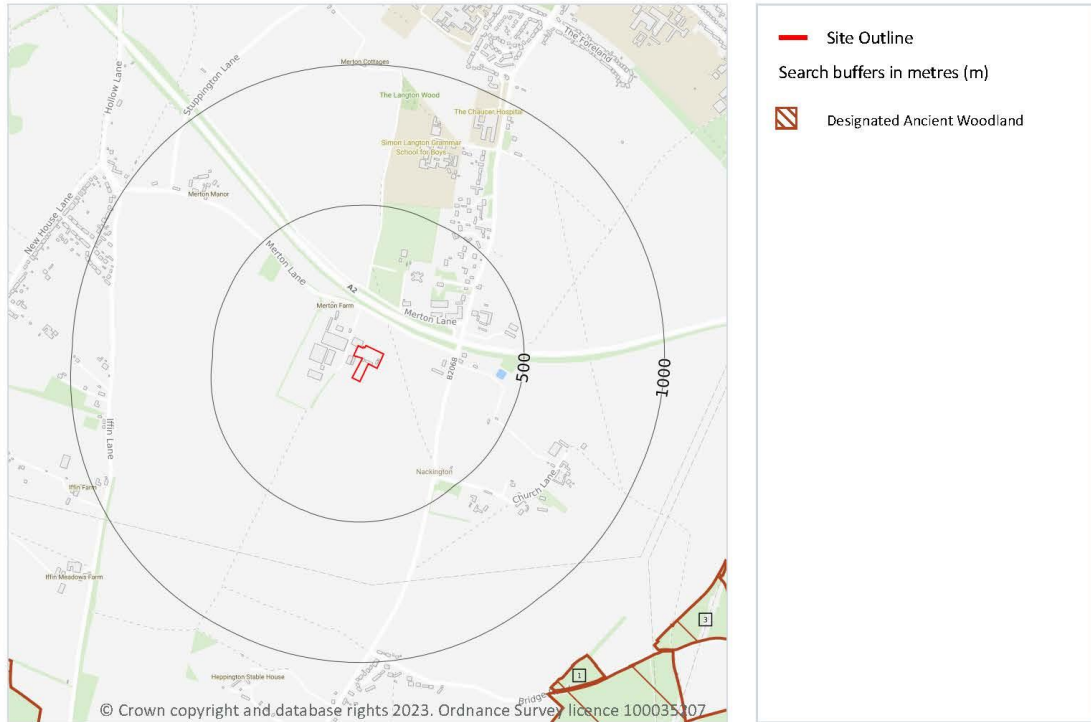 Merton Cottages
The Foreland
Hollow Lane
Stuppington Lane
The Langton Wood
The Chaucer Hospital
Simon Langton Grammar
School for Boys
Merton Manor
New House Lane
Merton Lane
A2
Merton Farm
Merton Lane
B2068
500
1000
Iffin Lane
Nackington
Church Lane
Iffin Farm
Iffin Meadows Farm
3
1
Heppington Stable House
Bridge
© Crown copyright and database rights 2023. Ordnance Survey licence 100035207
Site Outline
Search buffers in metres (m)
Designated Ancient Woodland